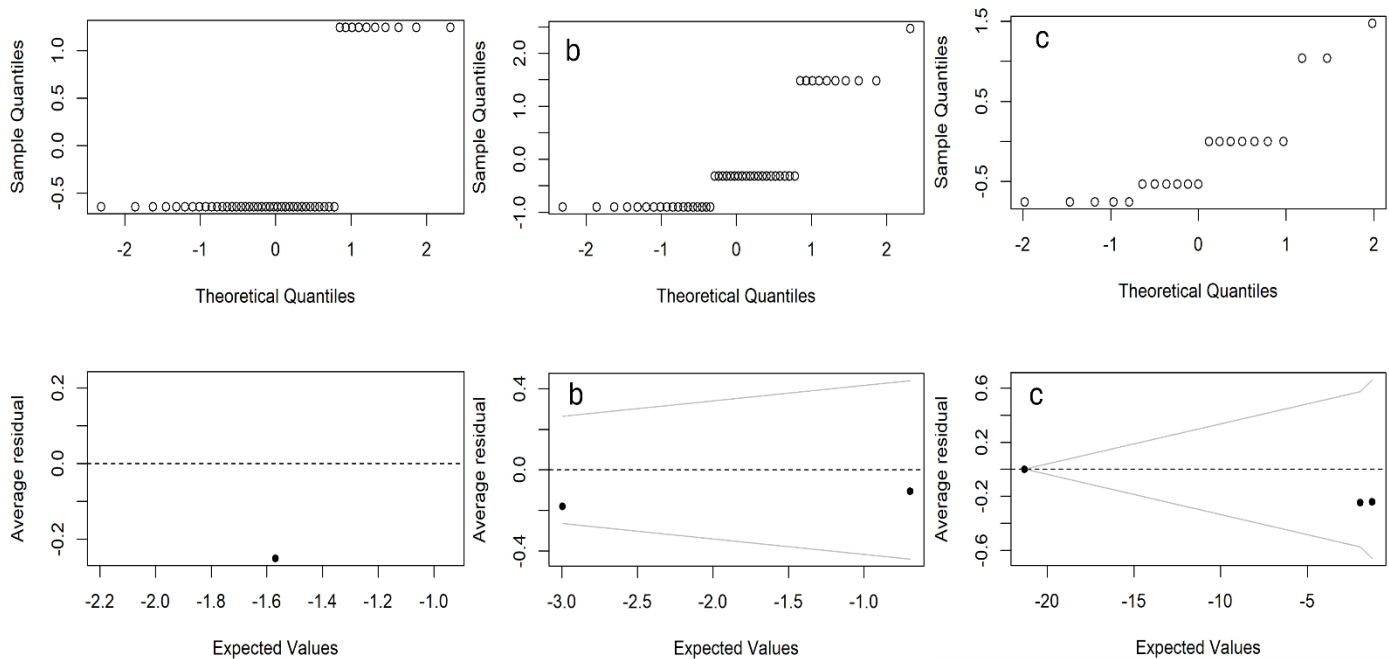 Sample Quantiles
-0.5 0.0 0.5 1.0
-2 -1 0 1 2
Theoretical Quantiles
b
Sample Quantiles
-1.0 0.0 1.0 2.0
-2 -1 0 1 2
Theoretical Quantiles
c
Sample Quantiles
-0.5 0.5 1.5
-2 -1 0 1 2
Theoretical Quantiles
Average residual
-0.2 0.0 0.2
-2.2 -2.0 -1.8 -1.6 -1.4 -1.2 -1.0
Expected Values
b
Average residual
-0.4 0.0 0.4
-3.0 -2.5 -2.0 -1.5 -1.0
Expected Values
c
Average residual
-0.6 -0.2 0.2 0.6
-20 -15 -10 -5
Expected Values